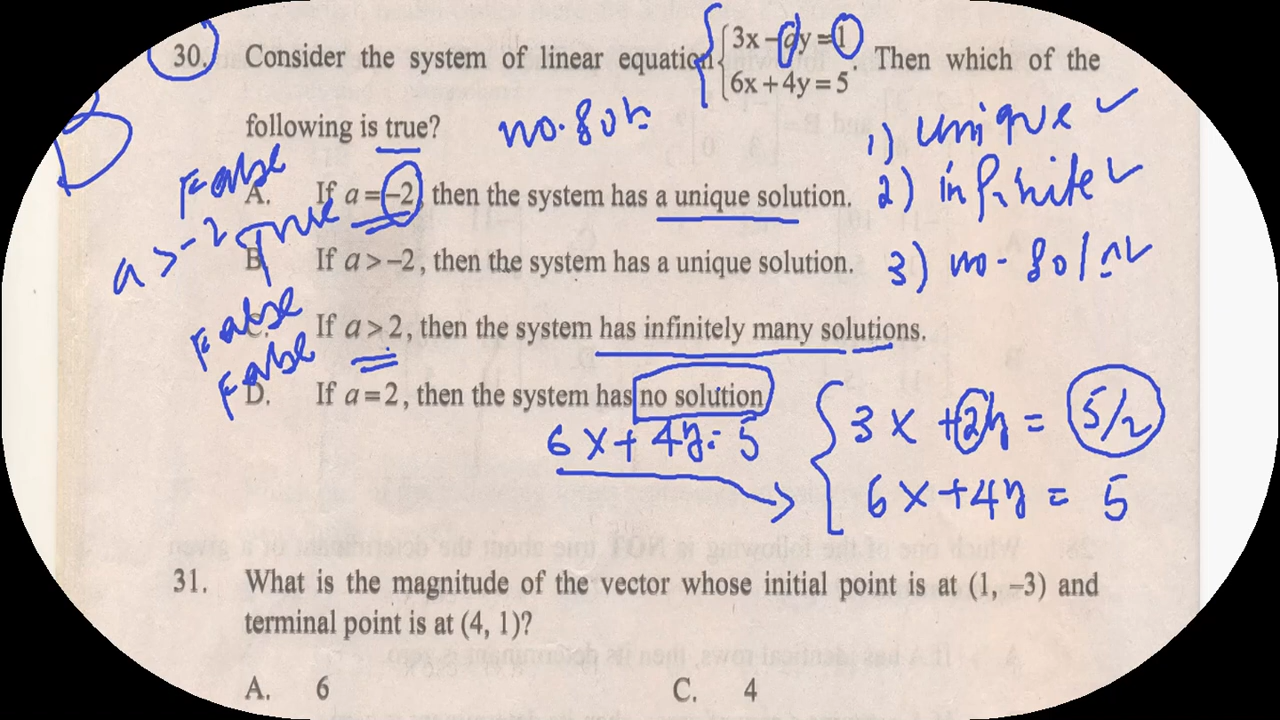 30. Consider the system of linear equation { 3x – ay = 1
6x + 4y = 5 . Then which of the
following is true? no. soln 1) unique ✓
False
A. If a = –2, then the system has a unique solution. 2) infinite ✓
a > -2 True
B. If a > –2, then the system has a unique solution. 3) no - soln ✓
False
C. If a > 2, then the system has infinitely many solutions.
False
D. If a = 2, then the system has no solution
6x + 4y = 5 { 3x + 2y = 5/2
6x + 4y = 5
31. What is the magnitude of the vector whose initial point is at (1, –3) and
terminal point is at (4, 1)?
A. 6 C. 4